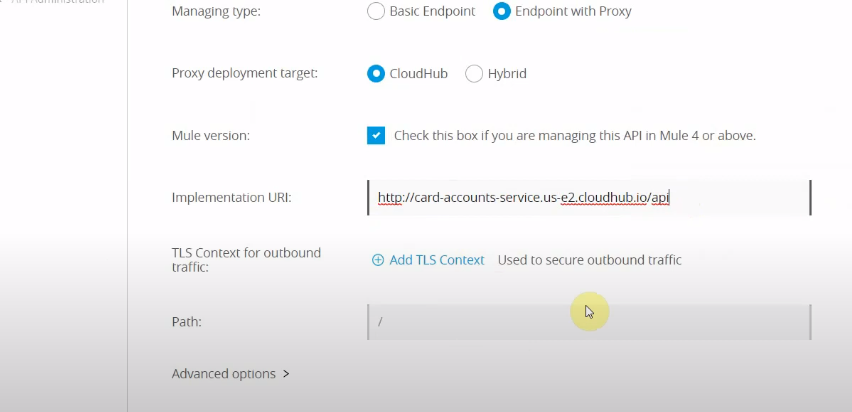 API Administration
Managing type: Basic Endpoint Endpoint with Proxy
Proxy deployment target: CloudHub Hybrid
Mule version: Check this box if you are managing this API in Mule 4 or above.
Implementation URI: http://card-accounts-service.us-e2.cloudhub.io/api
TLS Context for outbound
traffic: Add TLS Context Used to secure outbound traffic
Path: /
Advanced options >